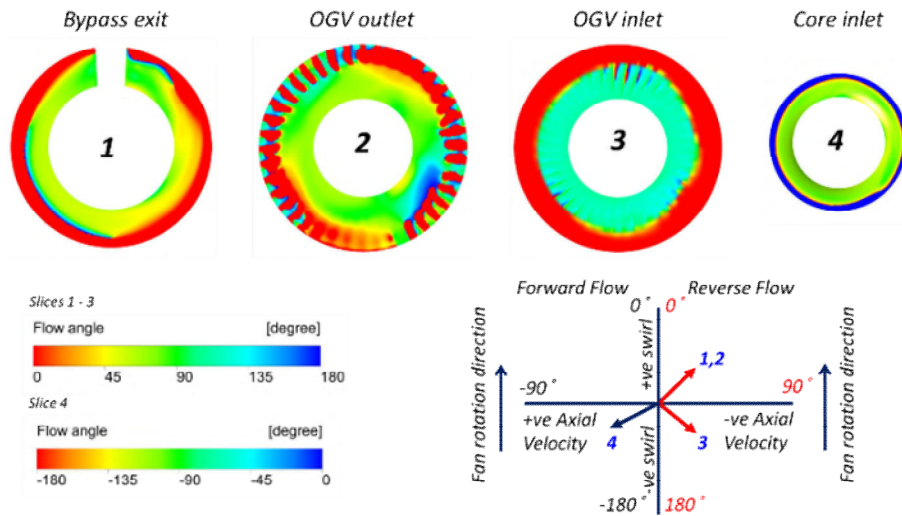 Bypass exit
OGV outlet
OGV inlet
Core inlet
1
2
3
4
Slices 1 - 3
Flow angle [degree]
0 45 90 135 180
Slice 4
Flow angle [degree]
-180 -135 -90 -45 0
Forward Flow Reverse Flow
0° 0°
Fan rotation direction
+ve swirl
1,2
-90° 90°
+ve Axial
Velocity
-ve Axial
Velocity
4
3
-ve swirl
-180° 180°
Fan rotation direction